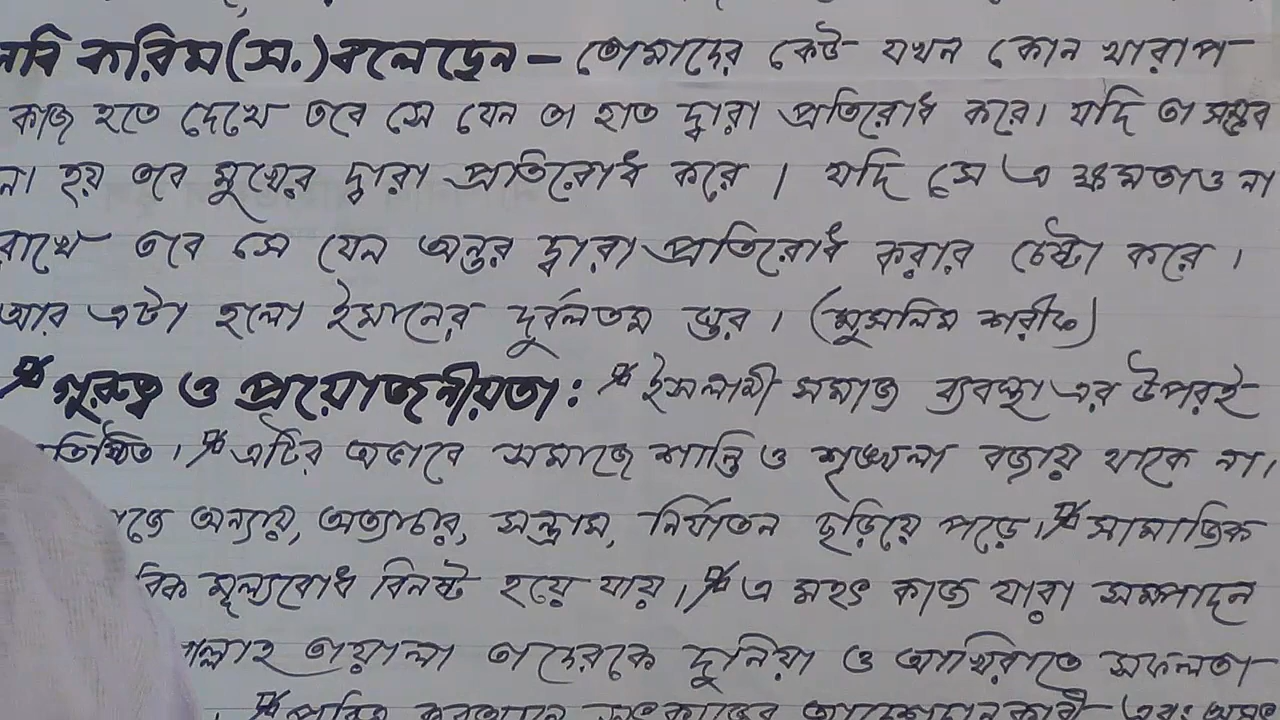 নবি করিম (স.) বলেছেন – তোমাদের কেউ যখন কোন খারাপ
কাজ হতে দেখে তবে সে যেন তা হাত দ্বারা প্রতিরোধ করে। যদি তা সম্ভব
না হয় তবে মুখের দ্বারা প্রতিরোধ করে। যদি সে এ ক্ষমতাও না
রাখে তবে সে যেন অন্তর দ্বারা প্রতিরোধ করার চেষ্টা করে।
আর এটা হলো ইমানের দুর্বলতম স্তর। (মুসলিম শরীফ)
গুরুত্ব ও প্রয়োজনীয়তা: ইসলামী সমাজ ব্যবস্থা এর উপরই
তিষ্ঠিত। এটির অভাবে সমাজে শান্তি ও শৃঙ্খলা বজায় থাকে না।
জে অন্যায়, অত্যাচার, সন্ত্রাস, নির্যাতন ছড়িয়ে পড়ে। সামাজিক
বিক মূল্যবোধ বিনষ্ট হয়ে যায়। এ মহৎ কাজ যারা সম্পাদন
ল্লাহ তায়ালা তাদেরকে দুনিয়া ও আখিরাতে সফলতা